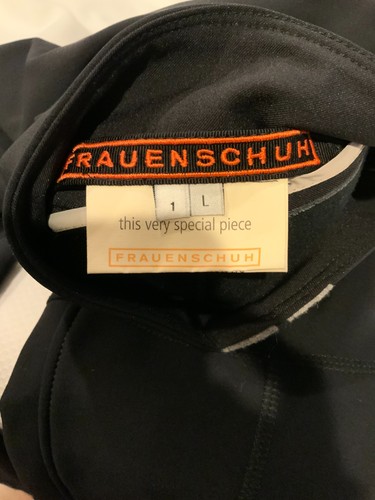 FRAUENSCHUH
1 L
this very special piece
FRAUENSCHUH